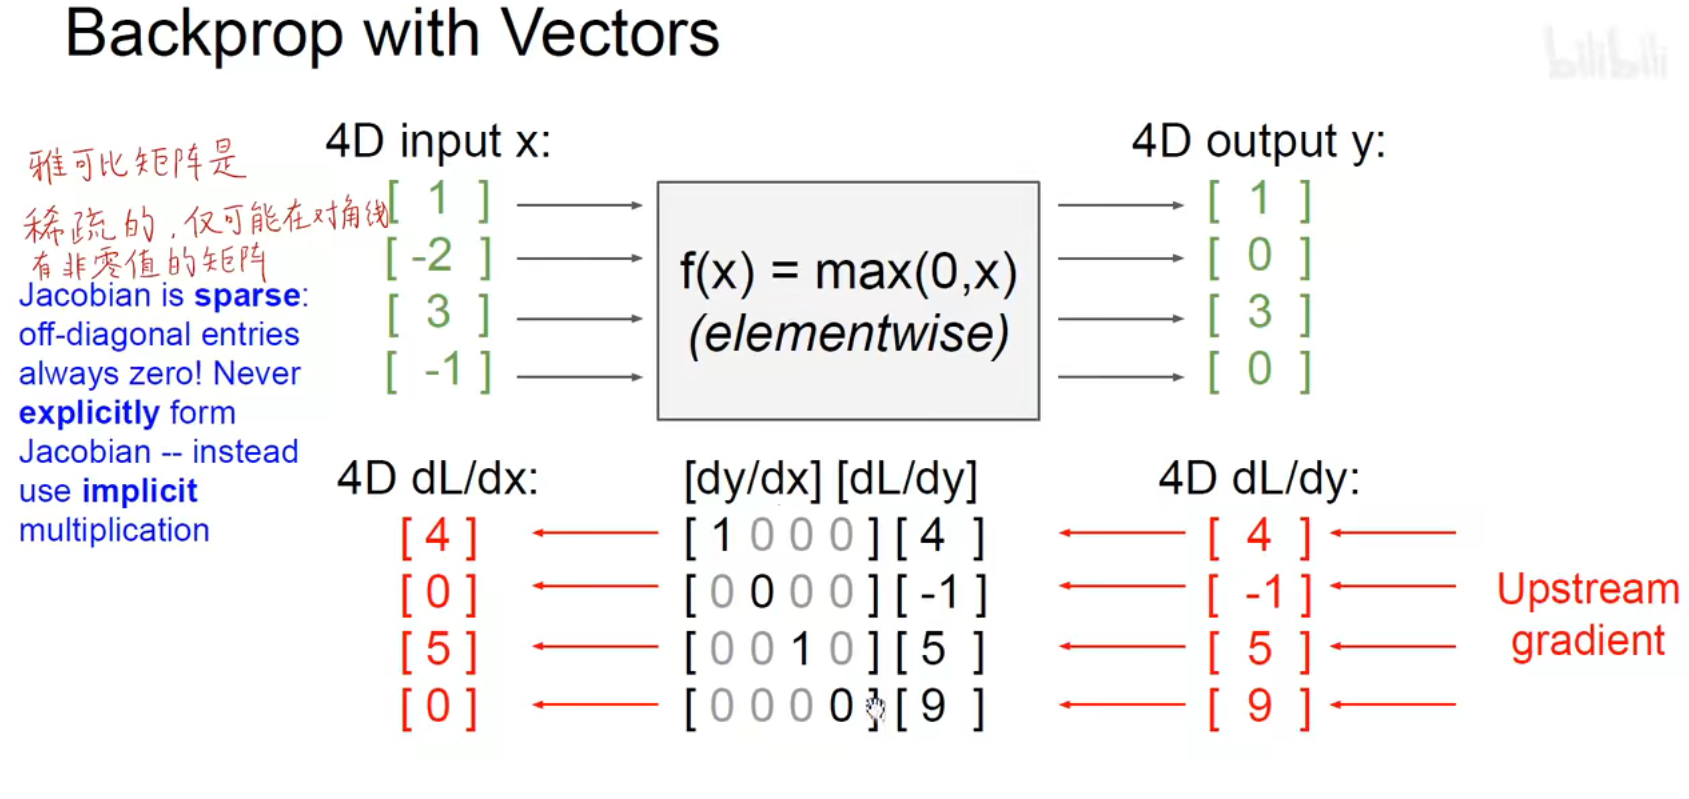 Backprop with Vectors
bilibili
雅可比矩阵是
稀疏的，仅可能在对角线
有非零值的矩阵
Jacobian is sparse:
off-diagonal entries
always zero! Never
explicitly form
Jacobian -- instead
use implicit
multiplication
4D input x:
[ 1 ]
[ -2 ]
[ 3 ]
[ -1 ]
f(x) = max(0,x)
(elementwise)
4D output y:
[ 1 ]
[ 0 ]
[ 3 ]
[ 0 ]
4D dL/dx:
[ 4 ]
[ 0 ]
[ 5 ]
[ 0 ]
[dy/dx] [dL/dy]
[ 1 0 0 0 ] [ 4 ]
[ 0 0 0 0 ] [ -1 ]
[ 0 0 1 0 ] [ 5 ]
[ 0 0 0 0 ] [ 9 ]
4D dL/dy:
[ 4 ]
[ -1 ]
[ 5 ]
[ 9 ]
Upstream
gradient